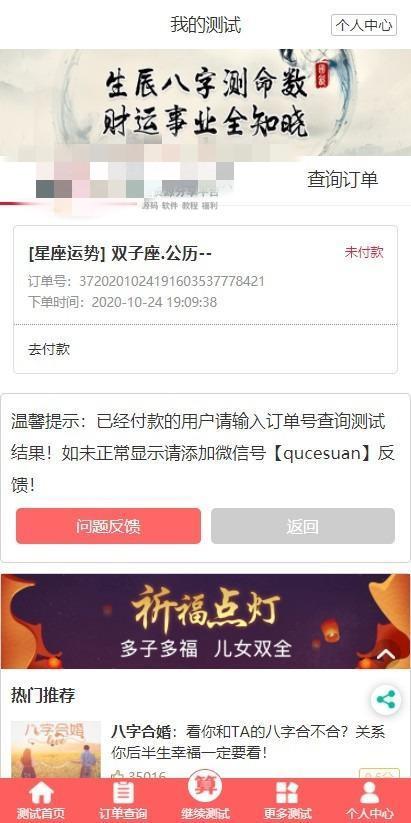 我的测试
个人中心
生辰八字测命数
财运事业全知晓
查询订单
源码 软件 教程 福利
[星座运势] 双子座.公历--
未付款
订单号：3720201024191603537778421
下单时间：2020-10-24 19:09:38
去付款
温馨提示：已经付款的用户请输入订单号查询测试
结果！如未正常显示请添加微信号【qucesuan】反
馈！
问题反馈
返回
祈福点灯
多子多福 儿女双全
热门推荐
八字合婚
love
八字合婚：看你和TA的八字合不合？关系
你后半生幸福一定要看！
35016
算
测试首页
订单查询
继续测试
更多测试
个人中心